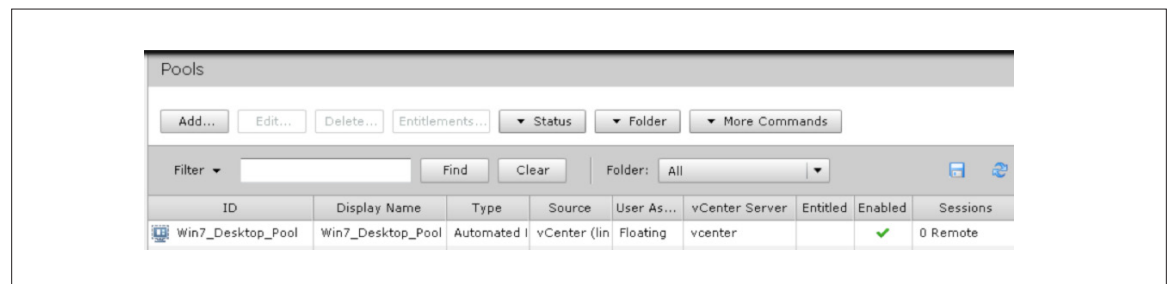 Pools
Add... Edit... Delete... Entitlements... Status Folder More Commands
Filter Find Clear Folder: All
ID Display Name Type Source User As... vCenter Server Entitled Enabled Sessions
Win7_Desktop_Pool Win7_Desktop_Pool Automated vCenter (lin Floating vcenter 0 Remote